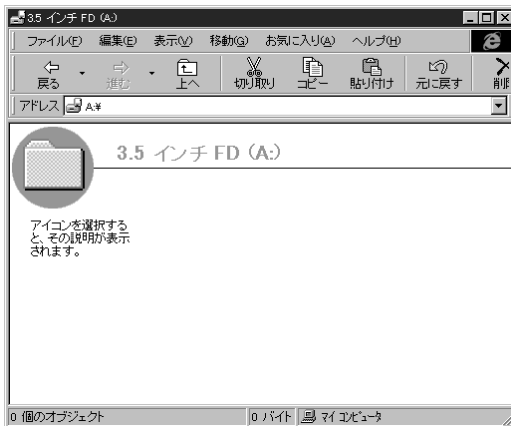 3.5 インチ FD (A:)
ファイル(F) 編集(E) 表示(V) 移動(G) お気に入り(A) ヘルプ(H)
戻る 進む 上へ 切り取り コピー 貼り付け 元に戻す 削除
アドレス A:¥
3.5 インチ FD (A:)
アイコンを選択する
と、その説明が表示
されます。
0 個のオブジェクト 0 バイト マイ コンピュータ